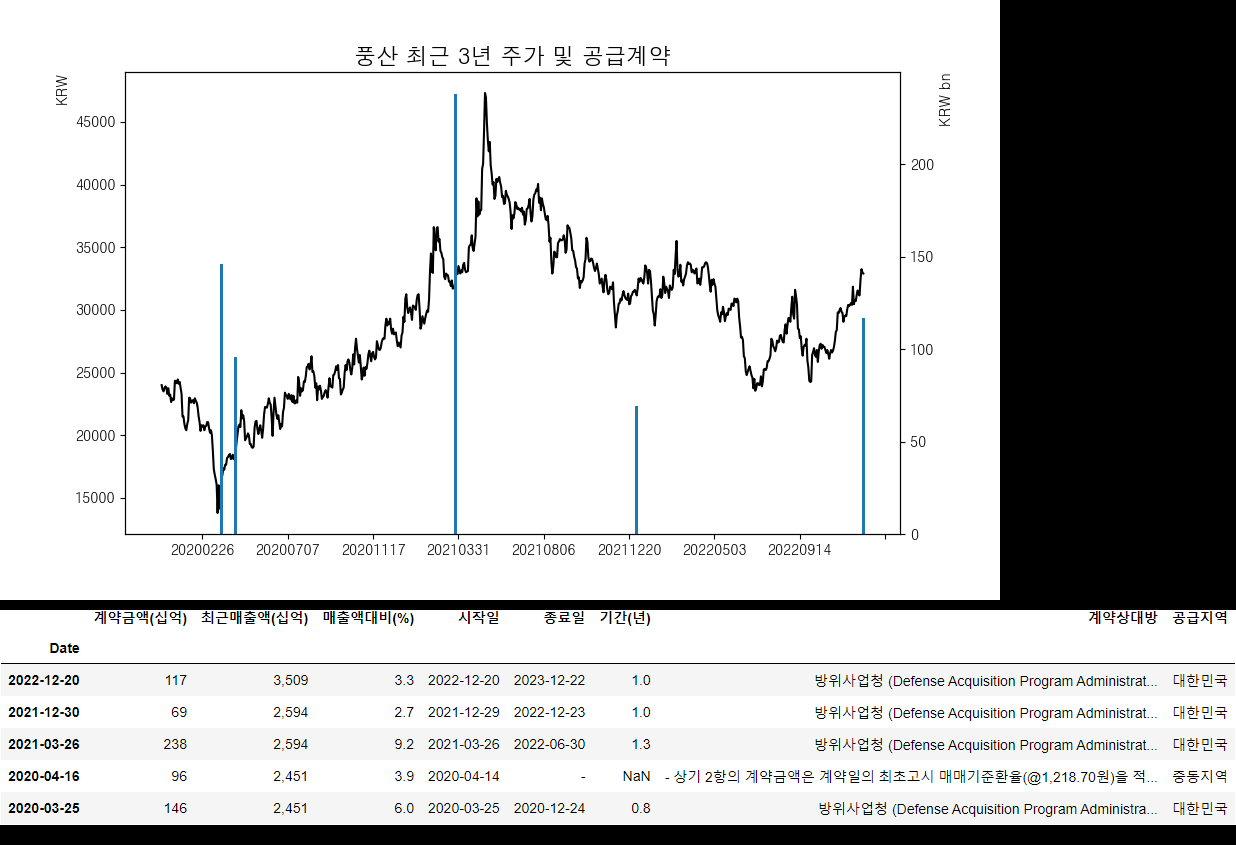 풍산 최근 3년 주가 및 공급계약
KRW
KRW bn
45000
40000
35000
30000
25000
20000
15000
200
150
100
50
0
20200226 20200707 20201117 20210331 20210806 20211220 20220503 20220914
계약금액(십억) 최근매출액(십억) 매출액대비(%) 시작일 종료일 기간(년) 계약상대방 공급지역
Date
2022-12-20 117 3,509 3.3 2022-12-20 2023-12-22 1.0 방위사업청 (Defense Acquisition Program Administrat... 대한민국
2021-12-30 69 2,594 2.7 2021-12-29 2022-12-23 1.0 방위사업청 (Defense Acquisition Program Administrat... 대한민국
2021-03-26 238 2,594 9.2 2021-03-26 2022-06-30 1.3 방위사업청 (Defense Acquisition Program Administrat... 대한민국
2020-04-16 96 2,451 3.9 2020-04-14 - NaN - 상기 2항의 계약금액은 계약일의 최초고시 매매기준환율(@1,218.70원)을 적... 중동지역
2020-03-25 146 2,451 6.0 2020-03-25 2020-12-24 0.8 방위사업청 (Defense Acquisition Program Administra... 대한민국